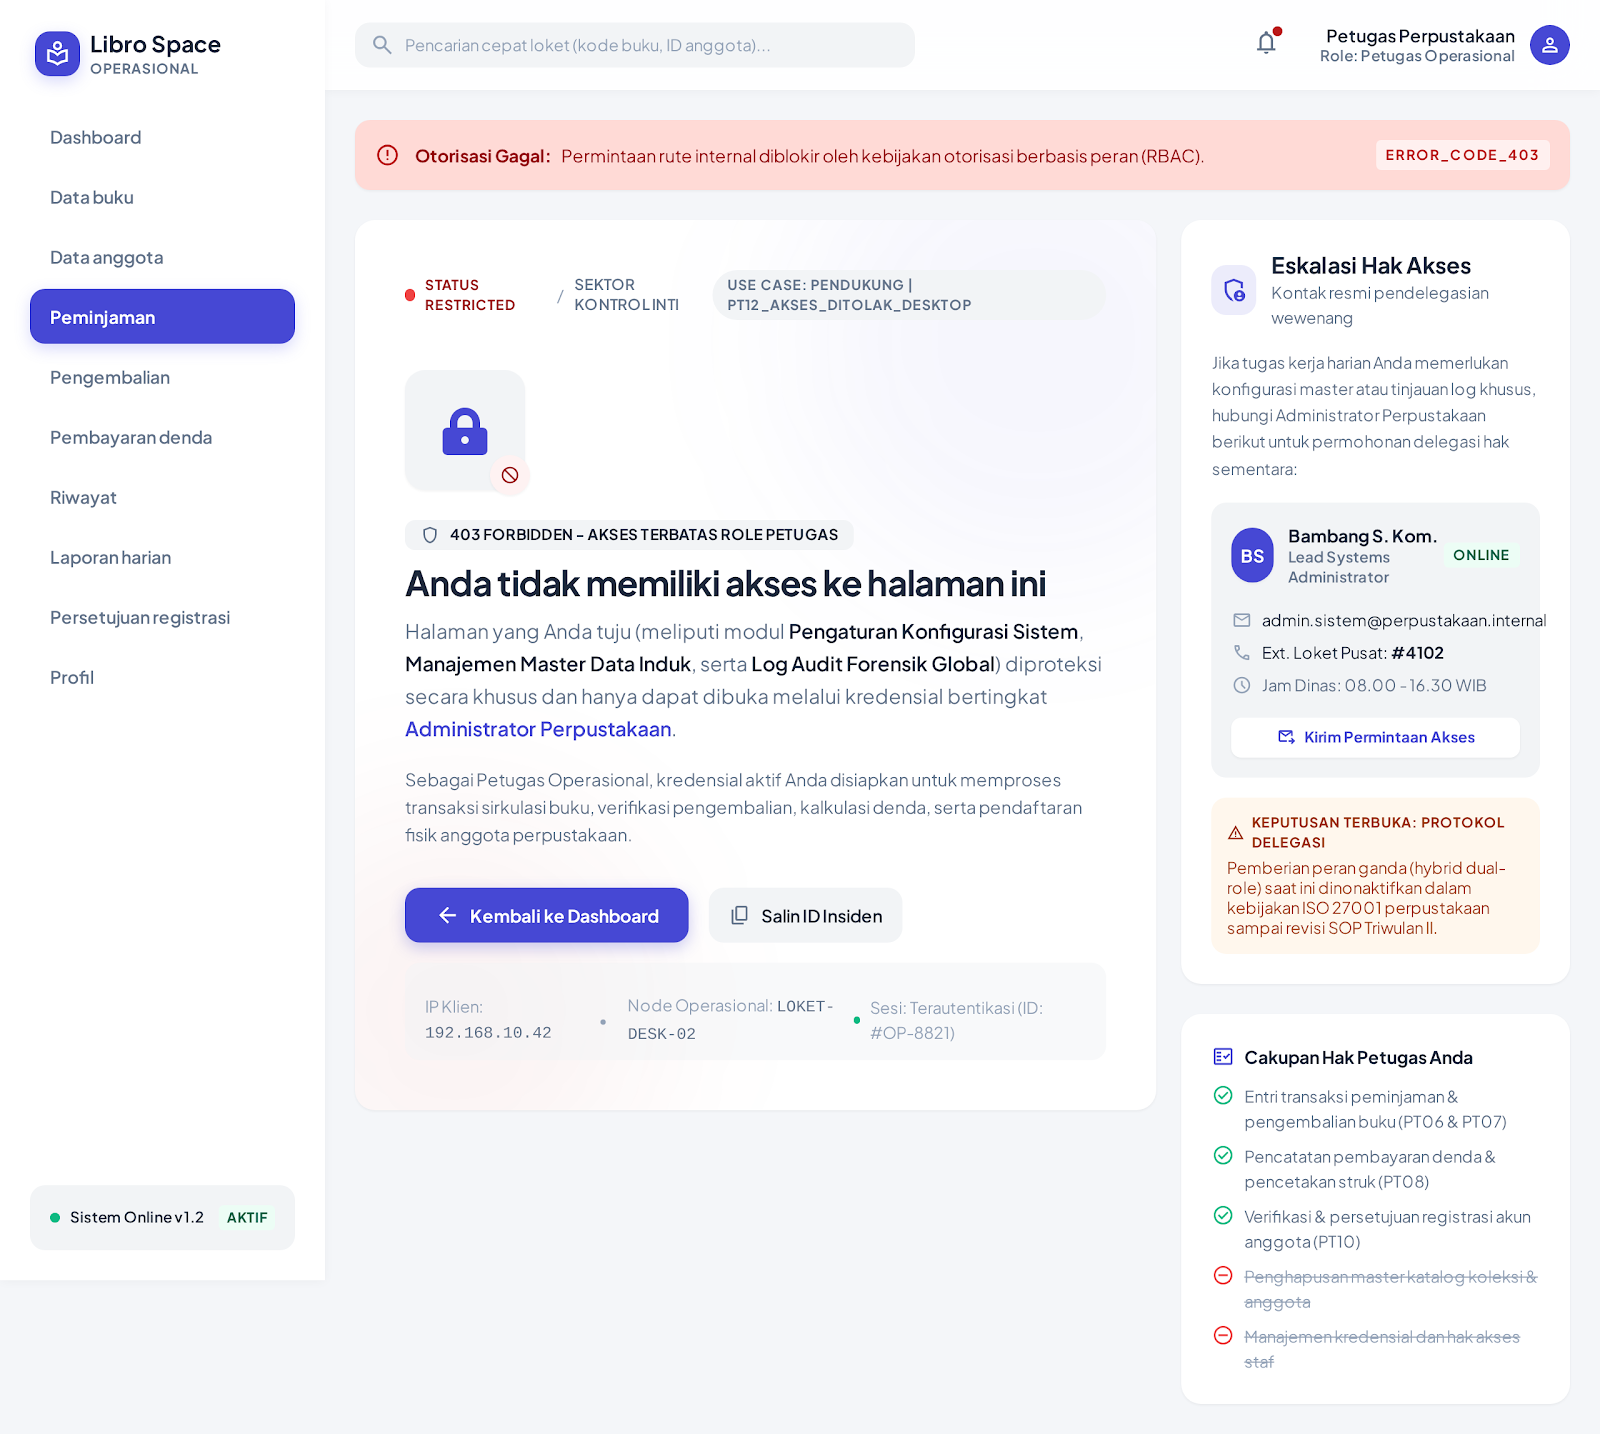 Libro Space
OPERASIONAL
Dashboard
Data buku
Data anggota
Peminjaman
Pengembalian
Pembayaran denda
Riwayat
Laporan harian
Persetujuan registrasi
Profil
Sistem Online v1.2 AKTIF
Pencarian cepat loket (kode buku, ID anggota)...
Petugas Perpustakaan
Role: Petugas Operasional
Otorisasi Gagal: Permintaan rute internal diblokir oleh kebijakan otorisasi berbasis peran (RBAC).
ERROR_CODE_403
STATUS
RESTRICTED
/
SEKTOR
KONTROL INTI
USE CASE: PENDUKUNG |
PT12_AKSES_DITOLAK_DESKTOP
403 FORBIDDEN – AKSES TERBATAS ROLE PETUGAS
Anda tidak memiliki akses ke halaman ini
Halaman yang Anda tuju (meliputi modul Pengaturan Konfigurasi Sistem,
Manajemen Master Data Induk, serta Log Audit Forensik Global) diproteksi
secara khusus dan hanya dapat dibuka melalui kredensial bertingkat
Administrator Perpustakaan.
Sebagai Petugas Operasional, kredensial aktif Anda disiapkan untuk memproses
transaksi sirkulasi buku, verifikasi pengembalian, kalkulasi denda, serta pendaftaran
fisik anggota perpustakaan.
Kembali ke Dashboard
Salin ID Insiden
IP Klien:
192.168.10.42
•
Node Operasional: LOKET-
DESK-02
Sesi: Terautentikasi (ID:
#OP-8821)
Eskalasi Hak Akses
Kontak resmi pendelegasian
wewenang
Jika tugas kerja harian Anda memerlukan
konfigurasi master atau tinjauan log khusus,
hubungi Administrator Perpustakaan
berikut untuk permohonan delegasi hak
sementara:
BS
Bambang S. Kom.
Lead Systems
Administrator
ONLINE
admin.sistem@perpustakaan.internal
Ext. Loket Pusat: #4102
Jam Dinas: 08.00 - 16.30 WIB
Kirim Permintaan Akses
KEPUTUSAN TERBUKA: PROTOKOL
DELEGASI
Pemberian peran ganda (hybrid dual-
role) saat ini dinonaktifkan dalam
kebijakan ISO 27001 perpustakaan
sampai revisi SOP Triwulan II.
Cakupan Hak Petugas Anda
Entri transaksi peminjaman &
pengembalian buku (PT06 & PT07)
Pencatatan pembayaran denda &
pencetakan struk (PT08)
Verifikasi & persetujuan registrasi akun
anggota (PT10)
Penghapusan master katalog koleksi &
anggota
Manajemen kredensial dan hak akses
staf